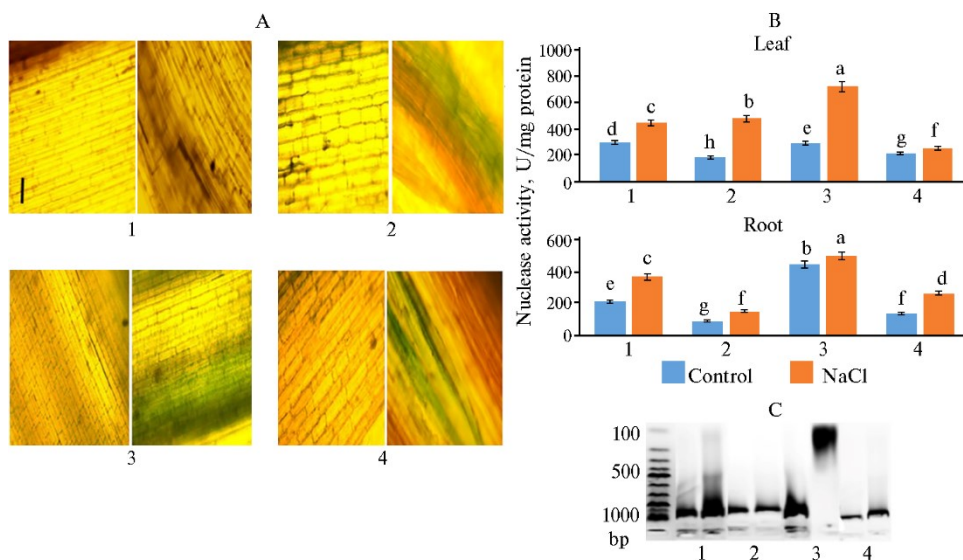 A
1
2
3
4
B
Nuclease activity, U/mg protein
Leaf
1000
800
600
400
200
0
d
c
h
b
e
a
g
f
1
2
3
4
Root
600
400
200
0
e
c
g
f
b
a
f
d
1
2
3
4
Control
NaCl
C
100
500
1000
bp
1
2
3
4